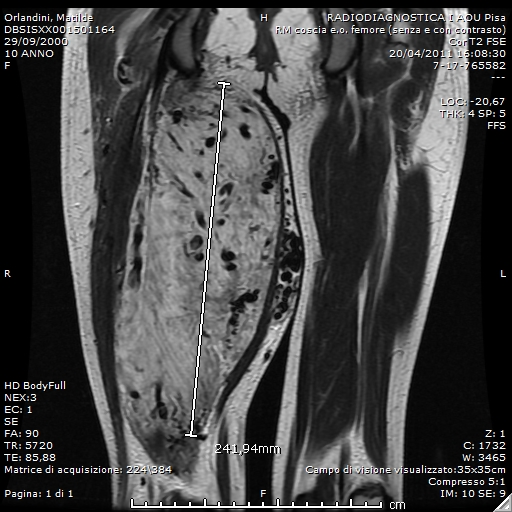 Orlandini, Matilde
DBSISXX001501164
29/09/2000
10 ANNO
F
H
RADIODIAGNOSTICA I AOU Pisa
RM coscia e.o. femore (senza e con contrasto)
Cor T2 FSE
20/04/2011 16:08:30
7-17-765582
---
LOC: -20,67
THK: 4 SP: 5
FFS
R
L
241,94mm
HD BodyFull
NEX:3
EC: 1
SE
FA: 90
TR: 5720
TE: 85,88
Matrice di acquisizione: 224\384
Pagina: 1 di 1
F
Z: 1
C: 1732
W: 3465
Campo di visione visualizzato:35x35cm
Compresso 5:1
IM: 10 SE: 9
cm